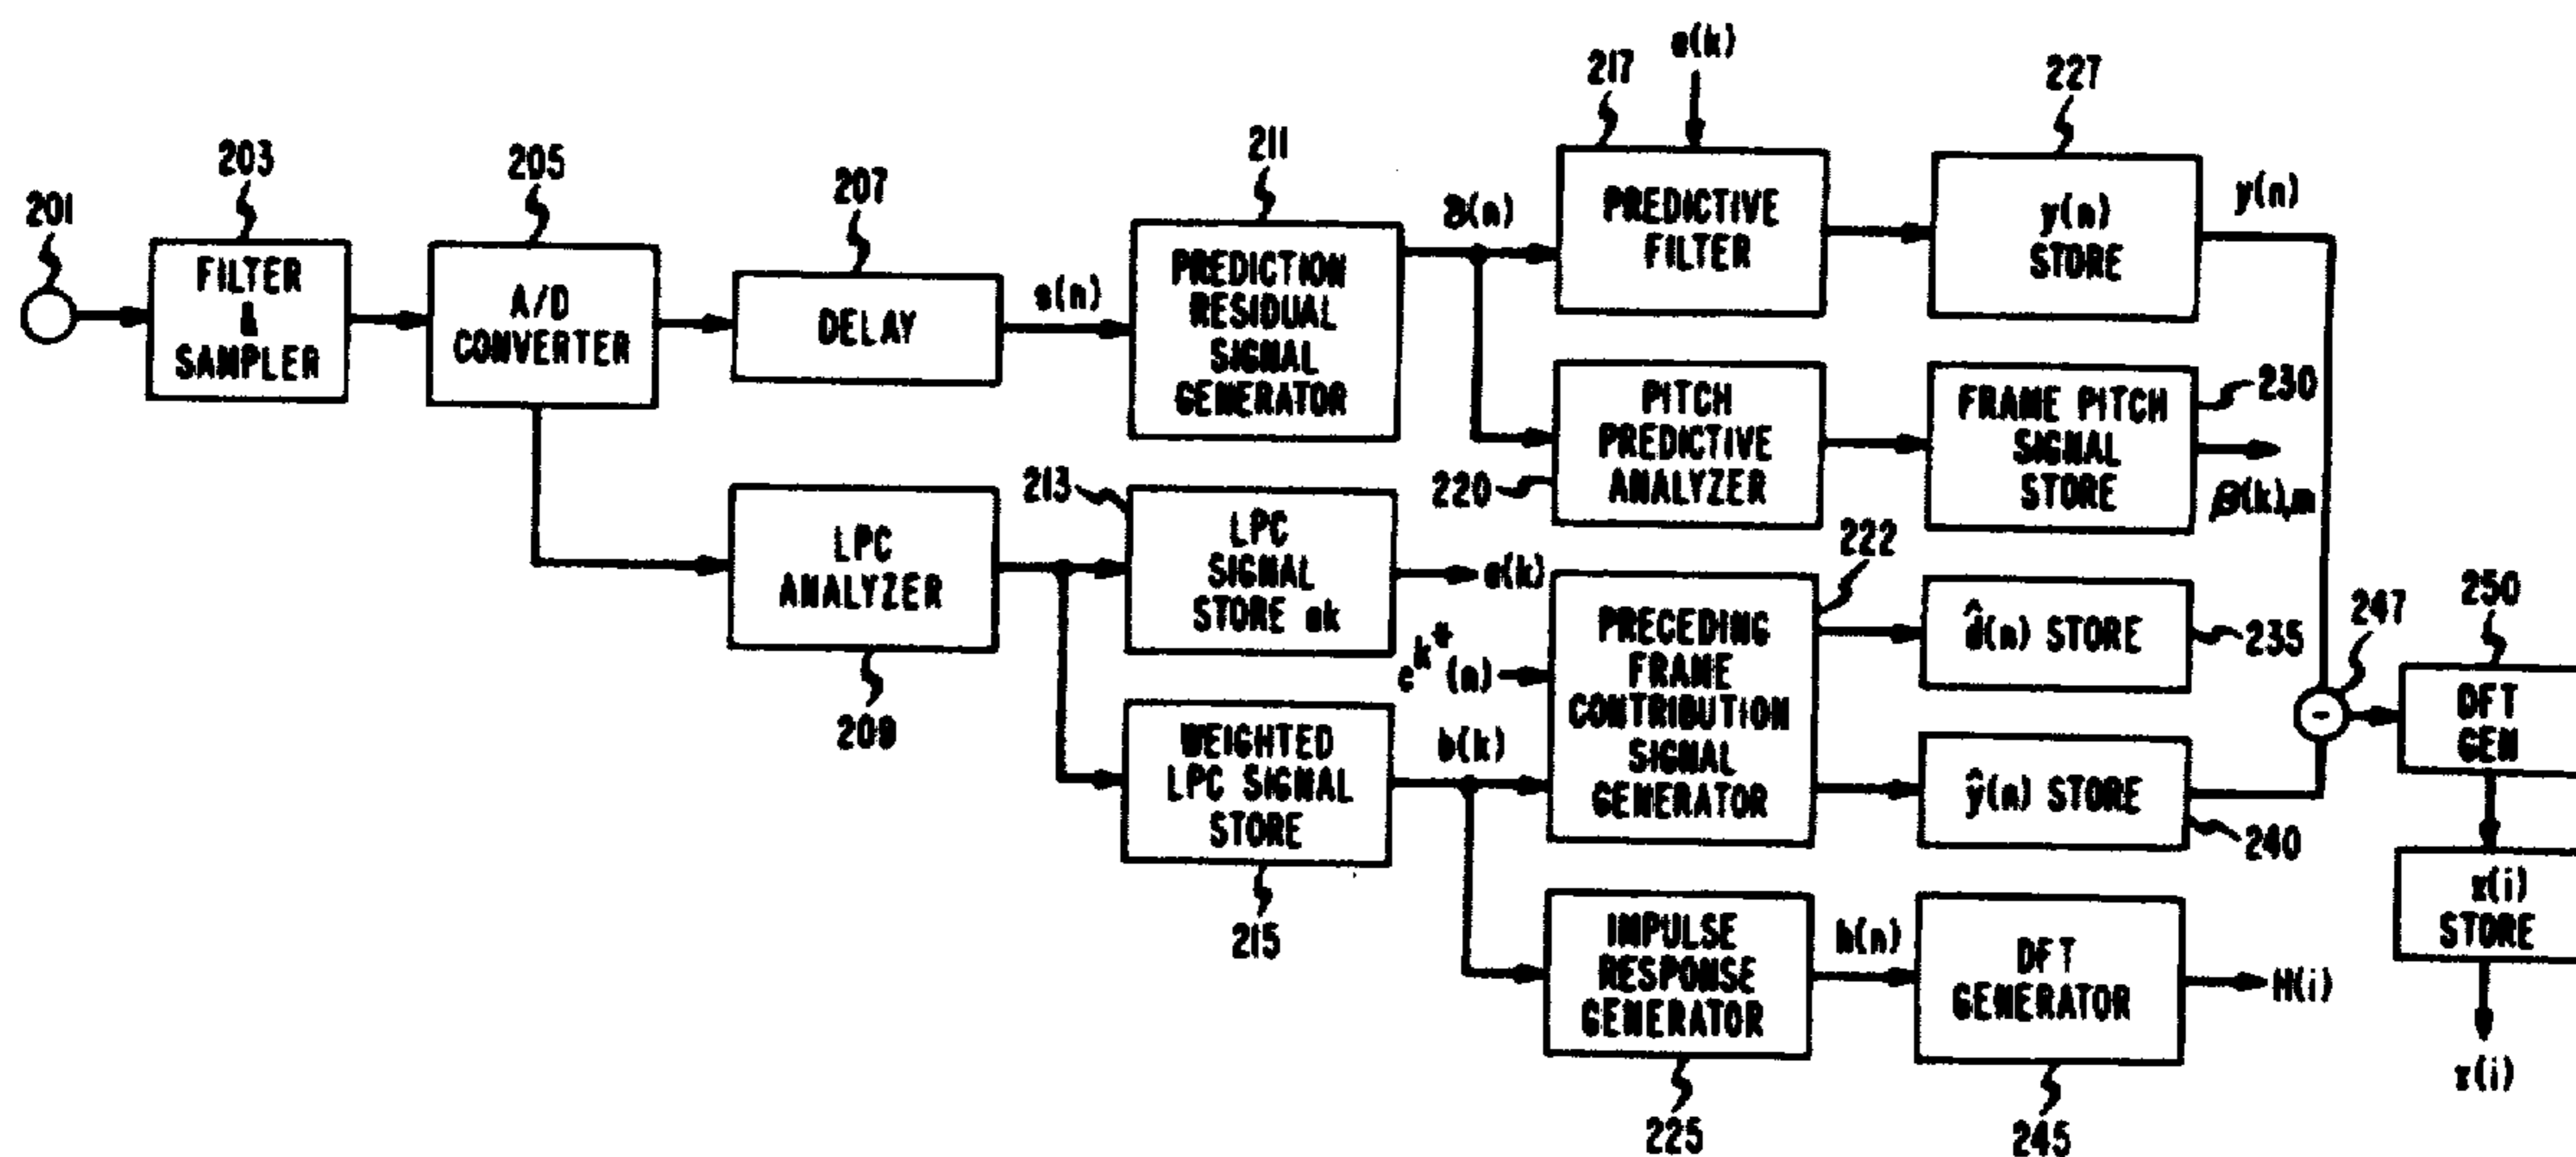 201
203
FILTER
&
SAMPLER
205
A/D
CONVERTER
207
DELAY
s(n)
211
PREDICTION
RESIDUAL
SIGNAL
GENERATOR
∂(n)
217
a(k)
PREDICTIVE
FILTER
227
y(n)
STORE
y(n)
PITCH
PREDICTIVE
ANALYZER
220
FRAME PITCH
SIGNAL
STORE
230
β(k),m
LPC
ANALYZER
209
213
LPC
SIGNAL
STORE ak
a(k)
WEIGHTED
LPC SIGNAL
STORE
215
b(k)
e^k*(n)
222
PRECEDING
FRAME
CONTRIBUTION
SIGNAL
GENERATOR
d̂(n) STORE
235
ŷ(n) STORE
240
247
-
250
DFT
GEN
x(i)
STORE
x(i)
IMPULSE
RESPONSE
GENERATOR
225
h(n)
DFT
GENERATOR
245
H(i)